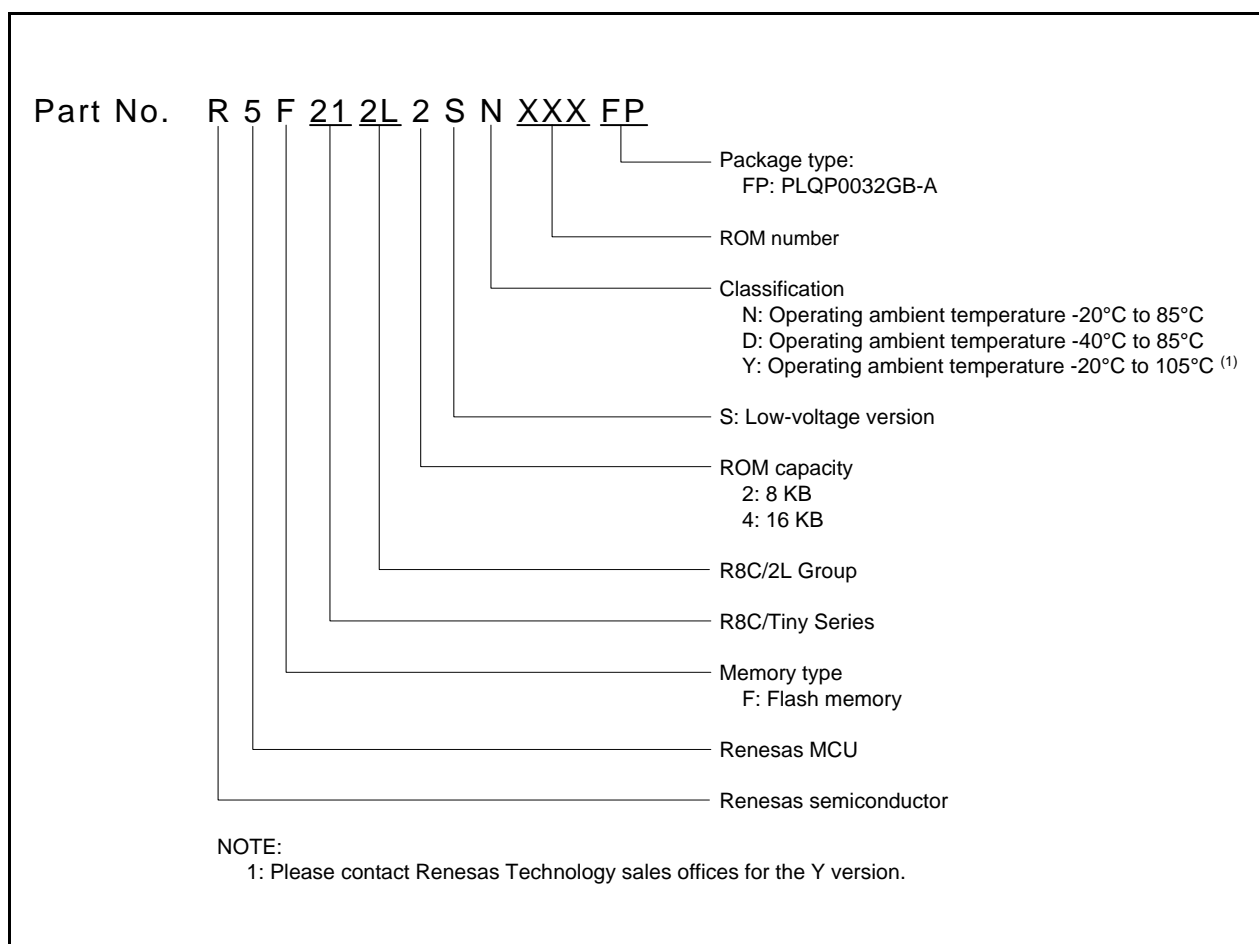 Part No. R 5 F 21 2L 2 S N XXX FP
Package type:
FP: PLQP0032GB-A
ROM number
Classification
N: Operating ambient temperature -20°C to 85°C
D: Operating ambient temperature -40°C to 85°C
Y: Operating ambient temperature -20°C to 105°C (1)
S: Low-voltage version
ROM capacity
2: 8 KB
4: 16 KB
R8C/2L Group
R8C/Tiny Series
Memory type
F: Flash memory
Renesas MCU
Renesas semiconductor
NOTE:
1: Please contact Renesas Technology sales offices for the Y version.